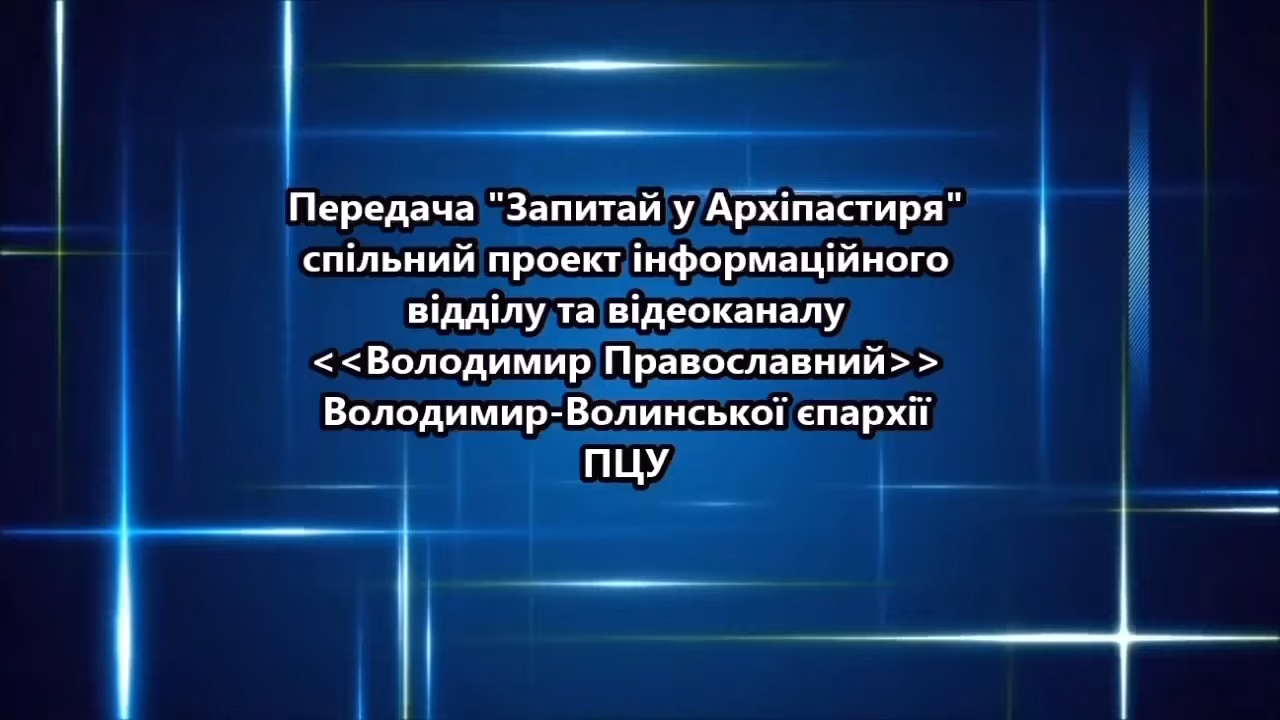 Передача "Запитай у Архіпастиря"
спільний проект інформаційного
відділу та відеоканалу
<<Володимир Православний>>
Володимир-Волинської єпархії
ПЦУ